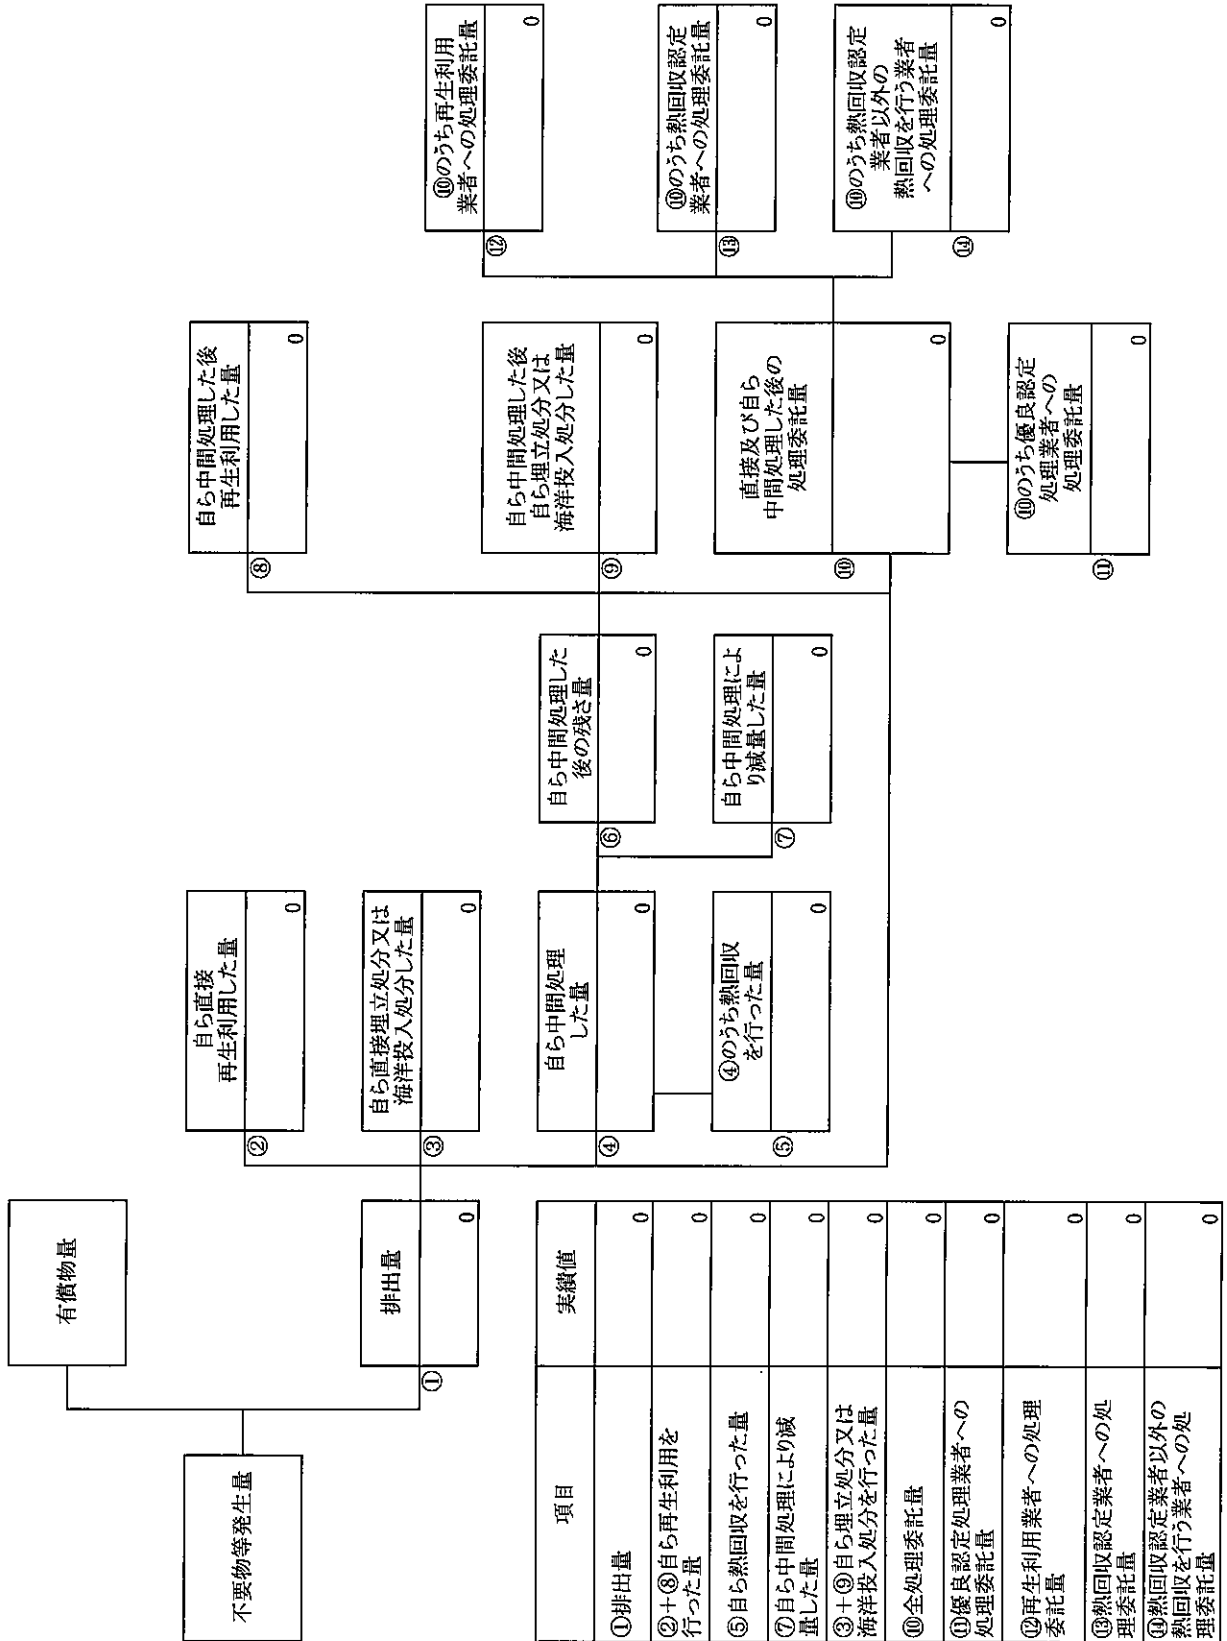 不要物等発生量
有償物量
①
排出量
0
②
自ら直接
再生利用した量
0
③
自ら直接埋立処分又は
海洋投入処分した量
0
④
自ら中間処理
した量
0
⑤
④のうち熱回収
を行った量
0
⑥
自ら中間処理した
後の残さ量
0
⑦
自ら中間処理によ
り減量した量
0
⑧
自ら中間処理した後
再生利用した量
0
⑨
自ら中間処理した後
自ら埋立処分又は
海洋投入処分した量
0
⑩
直接及び自ら
中間処理した後の
処理委託量
0
⑪
⑩のうち優良認定
処理業者への
処理委託量
0
⑫
⑩のうち再生利用
業者への処理委託量
0
⑬
⑩のうち熱回収認定
業者への処理委託量
0
⑭
⑩のうち熱回収認定
業者以外の
熱回収を行う業者
への処理委託量
0
項目
実績値
①排出量
0
②+⑧自ら再生利用を
行った量
0
⑤自ら熱回収を行った量
0
⑦自ら中間処理により減
量した量
0
③+⑨自ら埋立処分又は
海洋投入処分を行った量
0
⑩全処理委託量
0
⑪優良認定処理業者への
処理委託量
0
⑫再生利用業者への処理
委託量
0
⑬熱回収認定業者への処
理委託量
0
⑭熱回収認定業者以外の
熱回収を行う業者への処
理委託量
0